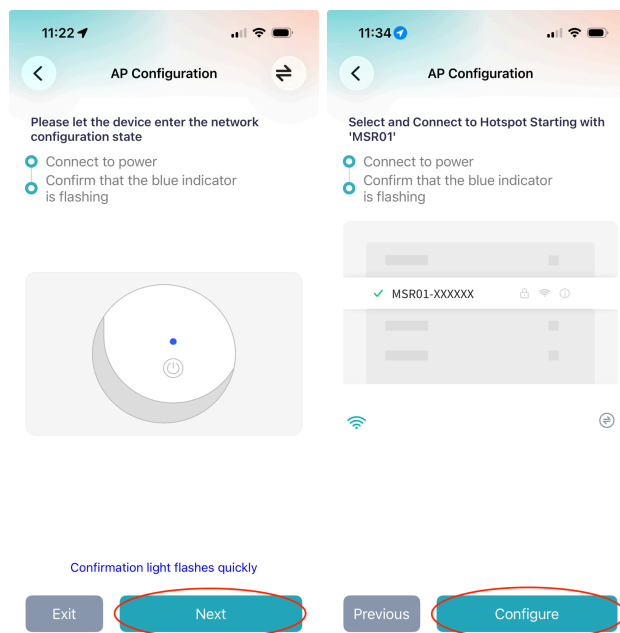 11:22
AP Configuration
Please let the device enter the network
configuration state
Connect to power
Confirm that the blue indicator
is flashing
Confirmation light flashes quickly
Exit
Next
11:34
AP Configuration
Select and Connect to Hotspot Starting with
'MSR01'
Connect to power
Confirm that the blue indicator
is flashing
MSR01-XXXXXX
Previous
Configure